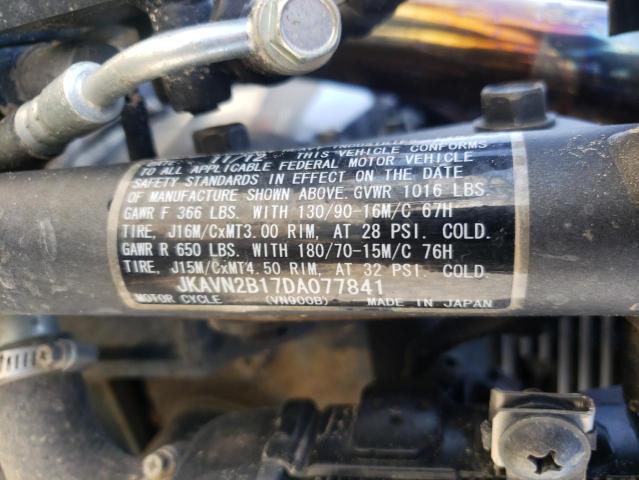 11/12 THIS VEHICLE CONFORMS
TO ALL APPLICABLE FEDERAL MOTOR VEHICLE
SAFETY STANDARDS IN EFFECT ON THE DATE
OF MANUFACTURE SHOWN ABOVE. GVWR 1016 LBS.
GAWR F 366 LBS. WITH 130/90-16M/C 67H
TIRE, J16M/CxMT3.00 RIM, AT 28 PSI. COLD.
GAWR R 650 LBS. WITH 180/70-15M/C 76H
TIRE, J15M/CxMT4.50 RIM, AT 32 PSI. COLD.
JKAVN2B17DA077841
MOTOR CYCLE (VN900B) MADE IN JAPAN